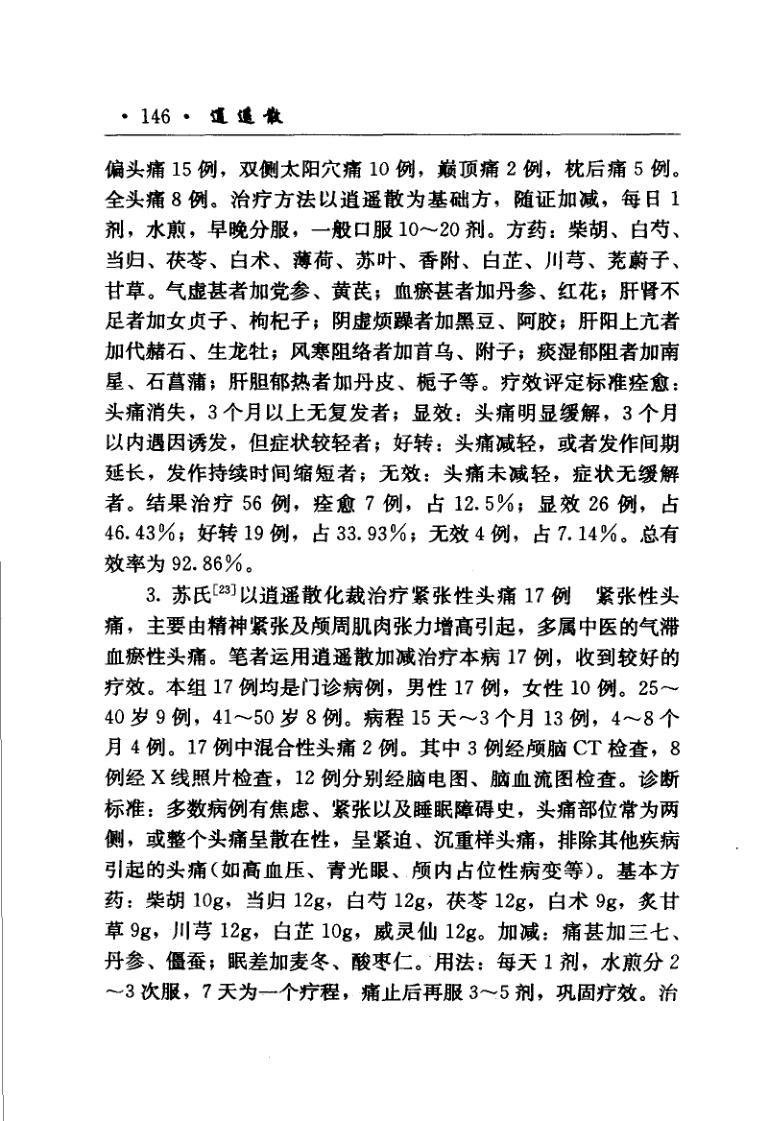 · 146 · 逍遥散
偏头痛 15 例，双侧太阳穴痛 10 例，巅顶痛 2 例，枕后痛 5 例。
全头痛 8 例。治疗方法以逍遥散为基础方，随证加减，每日 1
剂，水煎，早晚分服，一般口服 10～20 剂。方药：柴胡、白芍、
当归、茯苓、白术、薄荷、苏叶、香附、白芷、川芎、茺蔚子、
甘草。气虚甚者加党参、黄芪；血瘀甚者加丹参、红花；肝肾不
足者加女贞子、枸杞子；阴虚烦躁者加黑豆、阿胶；肝阳上亢者
加代赭石、生龙牡；风寒阻络者加首乌、附子；痰湿郁阻者加南
星、石菖蒲；肝胆郁热者加丹皮、栀子等。疗效评定标准痊愈：
头痛消失，3 个月以上无复发者；显效：头痛明显缓解，3 个月
以内遇因诱发，但症状较轻者；好转：头痛减轻，或者发作间期
延长，发作持续时间缩短者；无效：头痛未减轻，症状无缓解
者。结果治疗 56 例，痊愈 7 例，占 12.5％；显效 26 例，占
46.43％；好转 19 例，占 33.93％；无效 4 例，占 7.14％。总有
效率为 92.86％。
3. 苏氏[23]以逍遥散化裁治疗紧张性头痛 17 例　紧张性头
痛，主要由精神紧张及颅周肌肉张力增高引起，多属中医的气滞
血瘀性头痛。笔者运用逍遥散加减治疗本病 17 例，收到较好的
疗效。本组 17 例均是门诊病例，男性 17 例，女性 10 例。25～
40 岁 9 例，41～50 岁 8 例。病程 15 天～3 个月 13 例，4～8 个
月 4 例。17 例中混合性头痛 2 例。其中 3 例经颅脑 CT 检查，8
例经 X 线照片检查，12 例分别经脑电图、脑血流图检查。诊断
标准：多数病例有焦虑、紧张以及睡眠障碍史，头痛部位常为两
侧，或整个头痛呈散在性，呈紧迫、沉重样头痛，排除其他疾病
引起的头痛（如高血压、青光眼、颅内占位性病变等）。基本方
药：柴胡 10g，当归 12g，白芍 12g，茯苓 12g，白术 9g，炙甘
草 9g，川芎 12g，白芷 10g，威灵仙 12g。加减：痛甚加三七、
丹参、僵蚕；眠差加麦冬、酸枣仁。用法：每天 1 剂，水煎分 2
～3 次服，7 天为一个疗程，痛止后再服 3～5 剂，巩固疗效。治